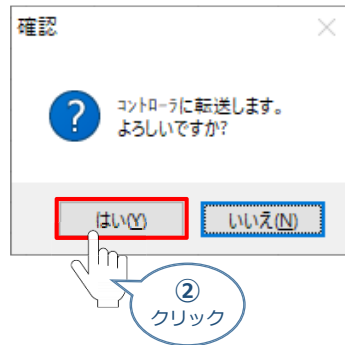 確認
?
コントローラに転送します。
よろしいですか?
はい(Y)
いいえ(N)
②
クリック